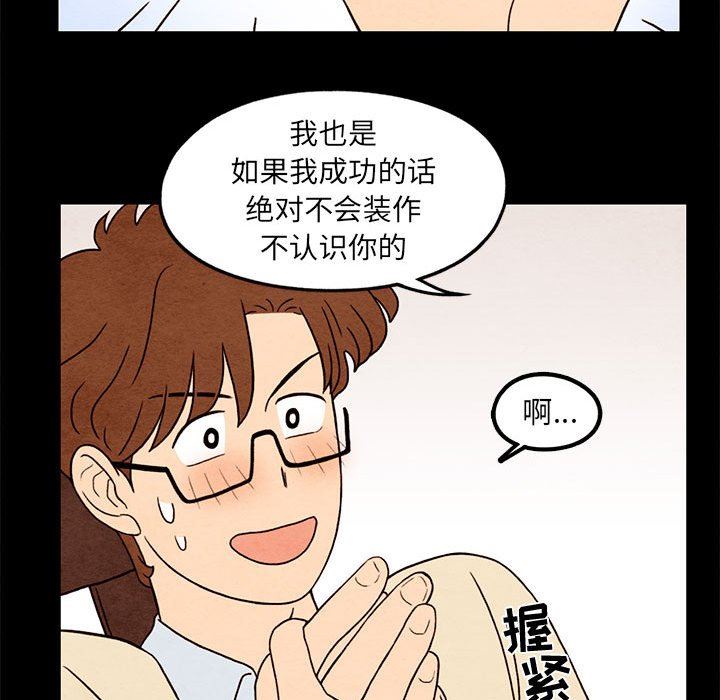 我也是
如果我成功的话
绝对不会装作
不认识你的
啊...
握紧